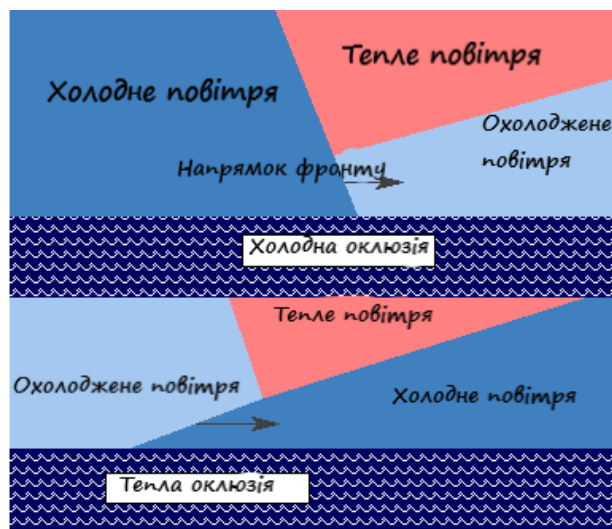 Тепле повітря
Холодне повітря
Охолоджене
повітря
Напрямок фронту
Холодна оклюзія
Тепле повітря
Охолоджене повітря
Холодне повітря
Тепла оклюзія